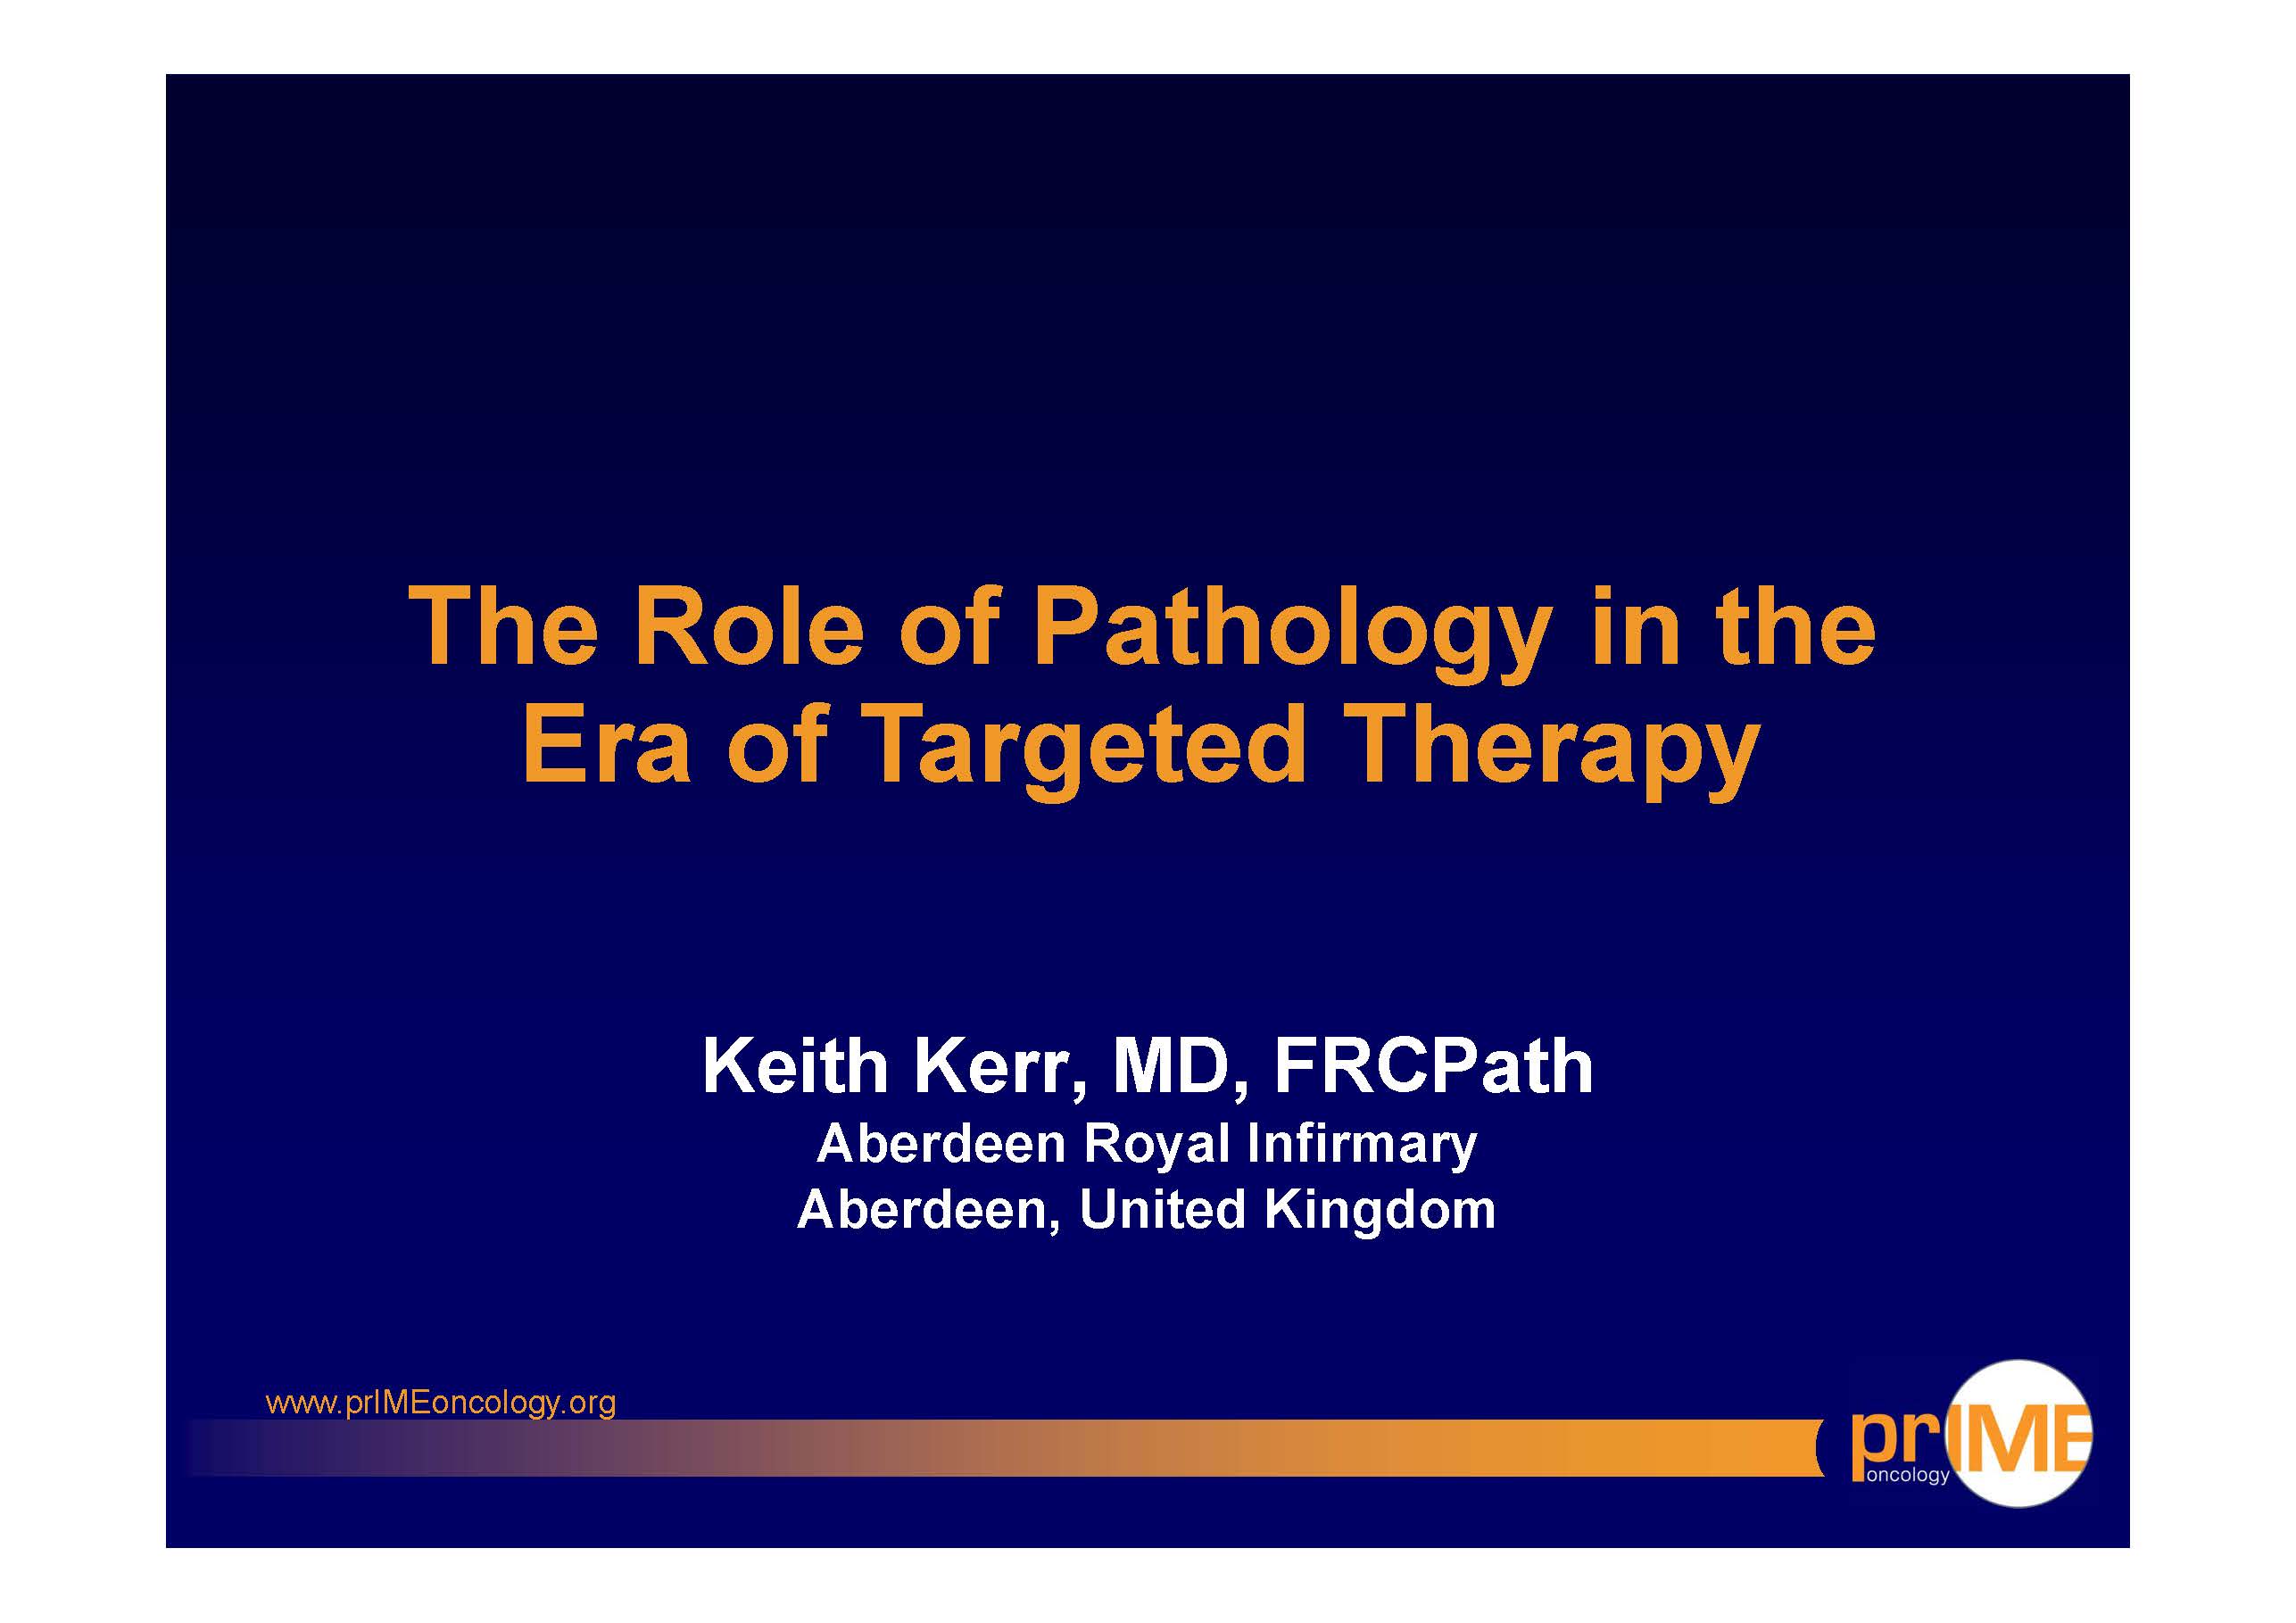 The Role of Pathology in the
Era of Targeted Therapy
Keith Kerr, MD, FRCPath
Aberdeen Royal Infirmary
Aberdeen, United Kingdom
www.prIMEoncology.org
prIME
oncology